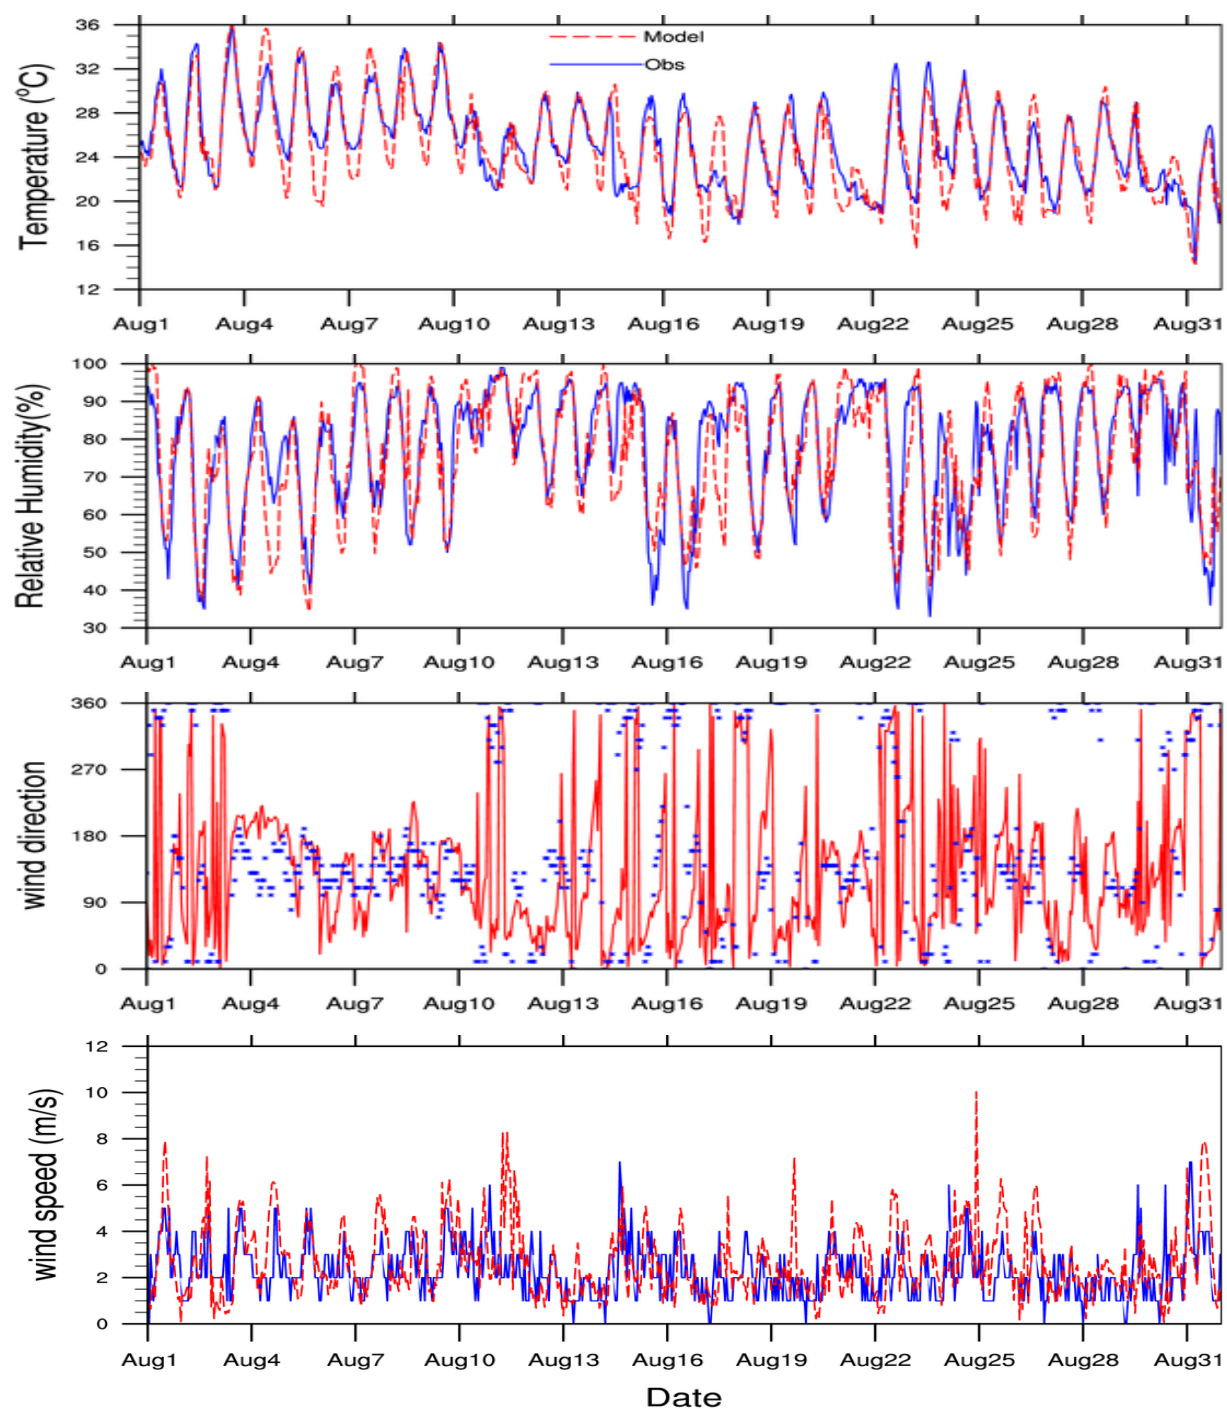 36
32
28
24
20
16
12
Temperature (°C)
Model
Obs
Aug1 Aug4 Aug7 Aug10 Aug13 Aug16 Aug19 Aug22 Aug25 Aug28 Aug31
100
90
80
70
60
50
40
30
Relative Humidity(%)
Aug1 Aug4 Aug7 Aug10 Aug13 Aug16 Aug19 Aug22 Aug25 Aug28 Aug31
360
270
180
90
0
wind direction
Aug1 Aug4 Aug7 Aug10 Aug13 Aug16 Aug19 Aug22 Aug25 Aug28 Aug31
12
10
8
6
4
2
0
wind speed (m/s)
Aug1 Aug4 Aug7 Aug10 Aug13 Aug16 Aug19 Aug22 Aug25 Aug28 Aug31
Date